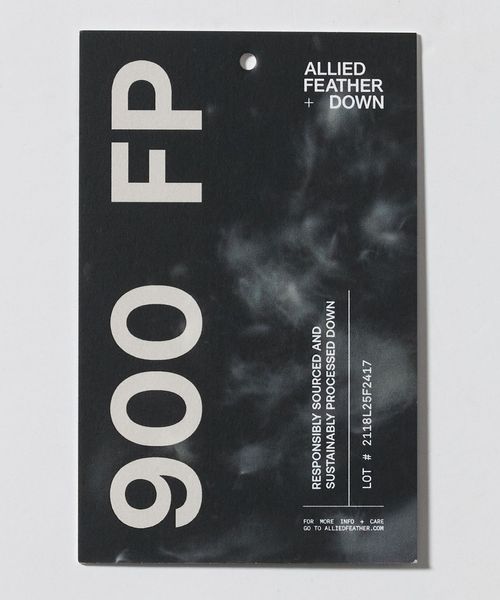 ALLIED
FEATHER
+ DOWN
900 FP
RESPONSIBLY SOURCED AND
SUSTAINABLY PROCESSED DOWN
LOT # 2118L25F2417
FOR MORE INFO + CARE
GO TO ALLIEDFEATHER.COM